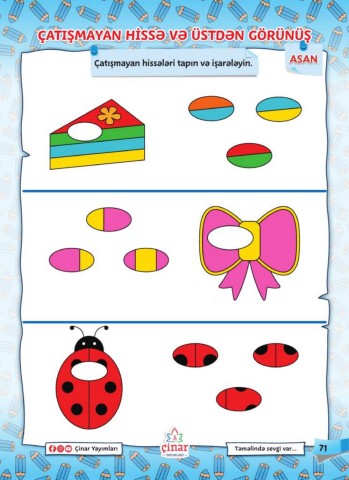 ÇATIŞMAYAN HİSSƏ VƏ ÜSTDƏN GÖRÜNÜŞ
ASAN
Çatışmayan hissələri tapın və işarələyin.
Çinar Yayımları
çinar
Təməlində sevgi var...
71